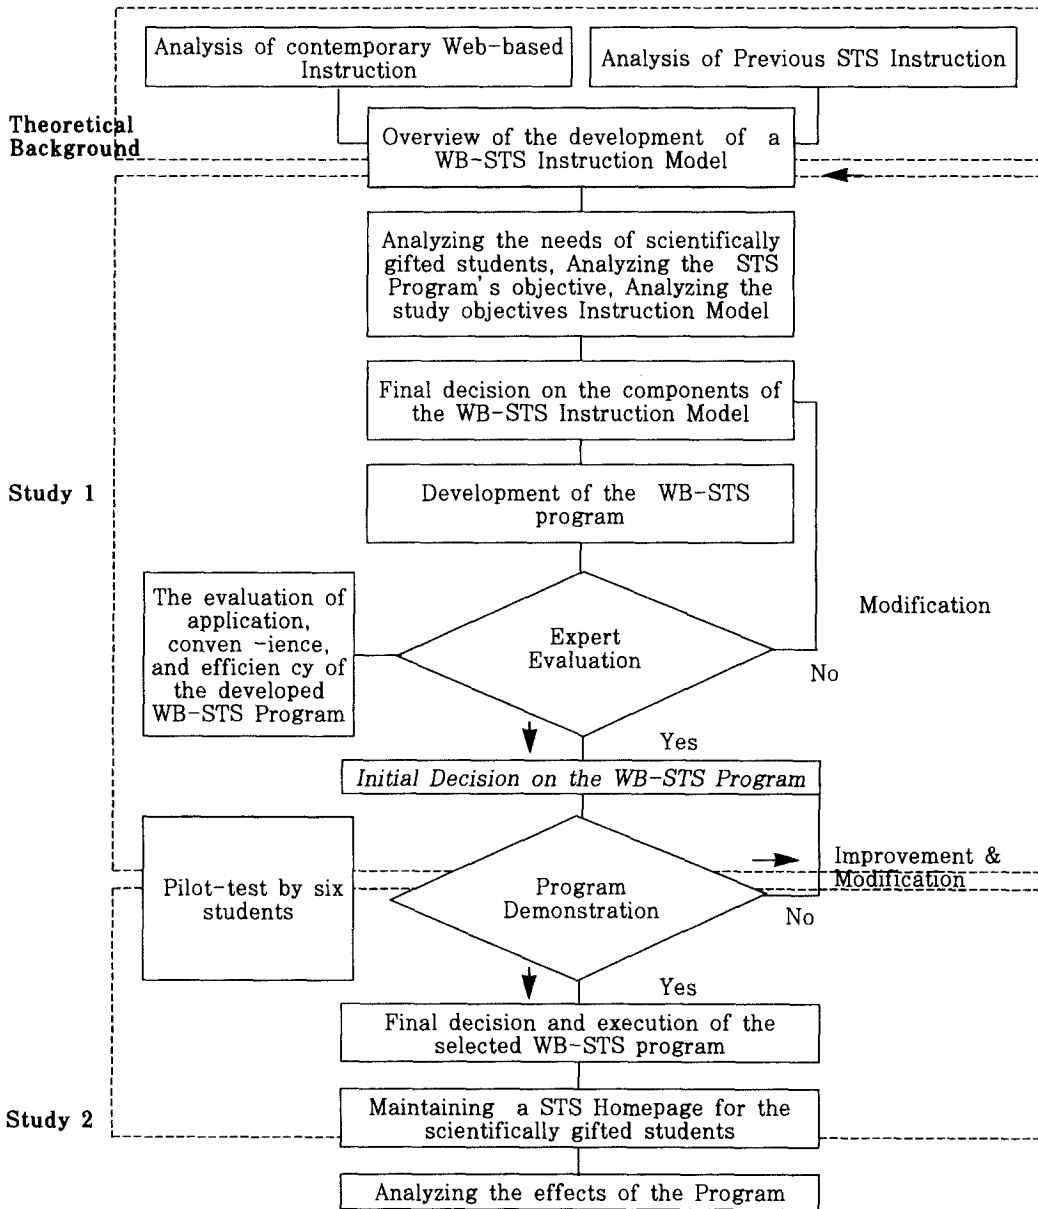 Analysis of contemporary Web-based
Instruction
Analysis of Previous STS Instruction
Theoretical
Background
Overview of the development of a
WB-STS Instruction Model
Analyzing the needs of scientifically
gifted students, Analyzing the STS
Program's objective, Analyzing the
study objectives Instruction Model
Final decision on the components of
the WB-STS Instruction Model
Study 1
Development of the WB-STS
program
The evaluation of
application,
conven -ience,
and efficien cy of
the developed
WB-STS Program
Expert
Evaluation
Modification
No
Yes
Initial Decision on the WB-STS Program
Pilot-test by six
students
Program
Demonstration
Improvement &
Modification
No
Yes
Final decision and execution of the
selected WB-STS program
Study 2
Maintaining a STS Homepage for the
scientifically gifted students
Analyzing the effects of the Program